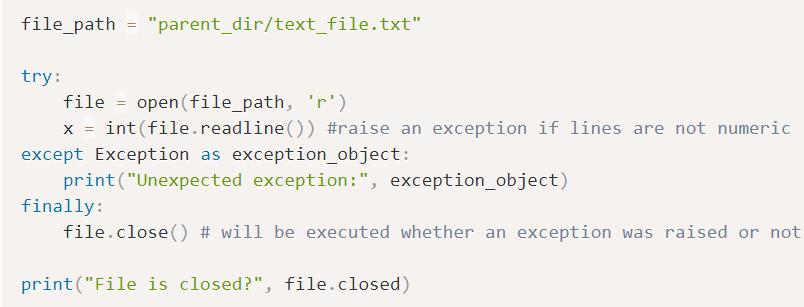 file_path = "parent_dir/text_file.txt"
try:
    file = open(file_path, 'r')
    x = int(file.readline()) #raise an exception if lines are not numeric
except Exception as exception_object:
    print("Unexpected exception:", exception_object)
finally:
    file.close() # will be executed whether an exception was raised or not
print("File is closed?", file.closed)